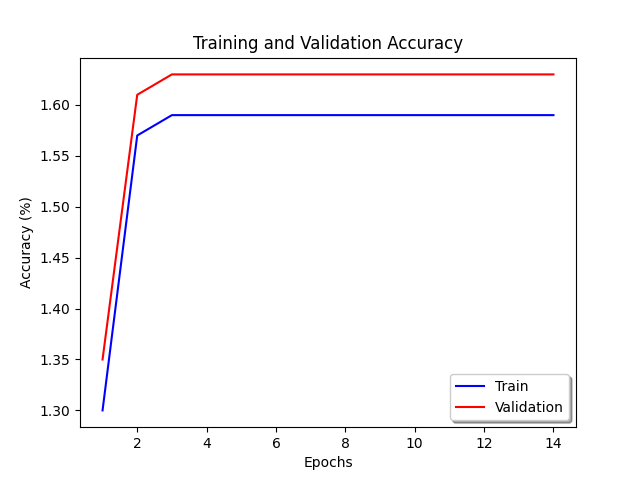 Training and Validation Accuracy
Accuracy (%)
1.60
1.55
1.50
1.45
1.40
1.35
1.30
2 4 6 8 10 12 14
Epochs
Train
Validation